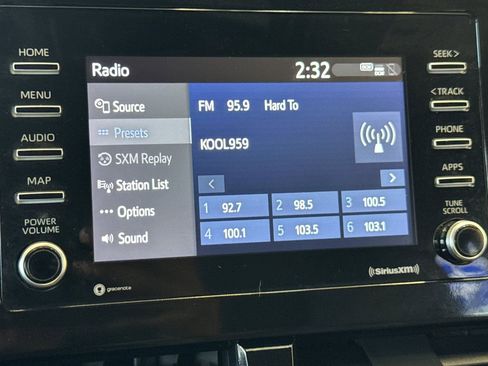 HOME
MENU
AUDIO
MAP
POWER
VOLUME
Radio
2:32
Source
Presets
SXM Replay
Station List
Options
Sound
FM 95.9 Hard To
KOOL959
<
>
1 92.7
2 98.5
3 100.5
4 100.1
5 103.5
6 103.1
SEEK >
< TRACK
PHONE
APPS
TUNE
SCROLL
gracenote
((SiriusXM))